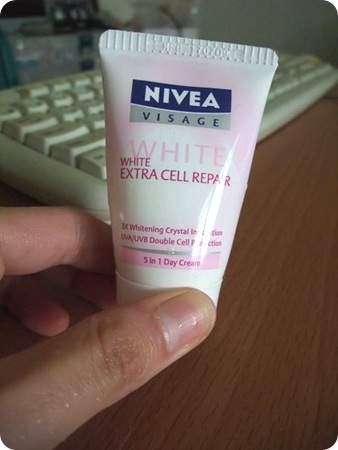 NIVEA
VISAGE
WHITE
WHITE
EXTRA CELL REPAIR
3X Whitening Crystal
UVA/UVB Double Cell Protection
5 in 1 Day Cream